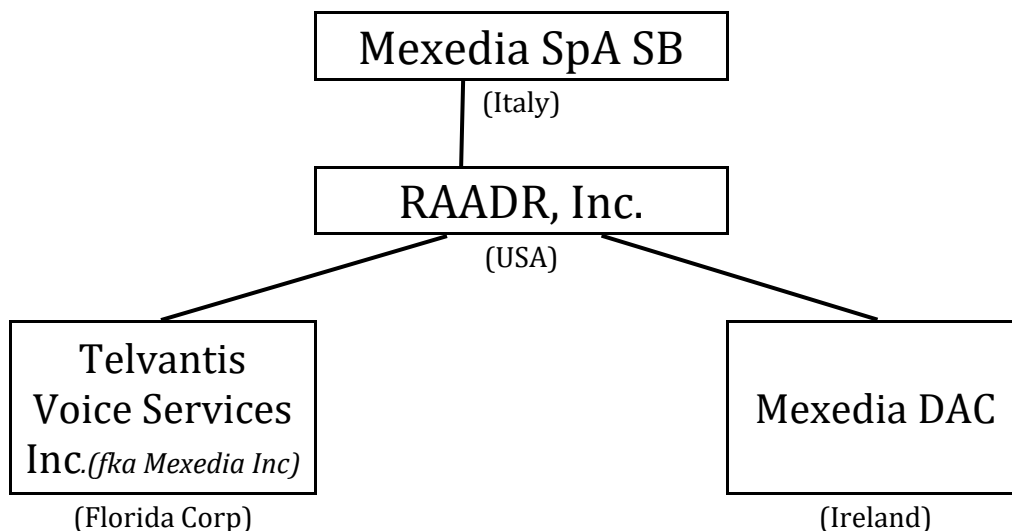 Mexedia SpA SB
(Italy)
RAADR, Inc.
(USA)
Telvantis
Voice Services
Inc.(fka Mexedia Inc)
(Florida Corp)
Mexedia DAC
(Ireland)